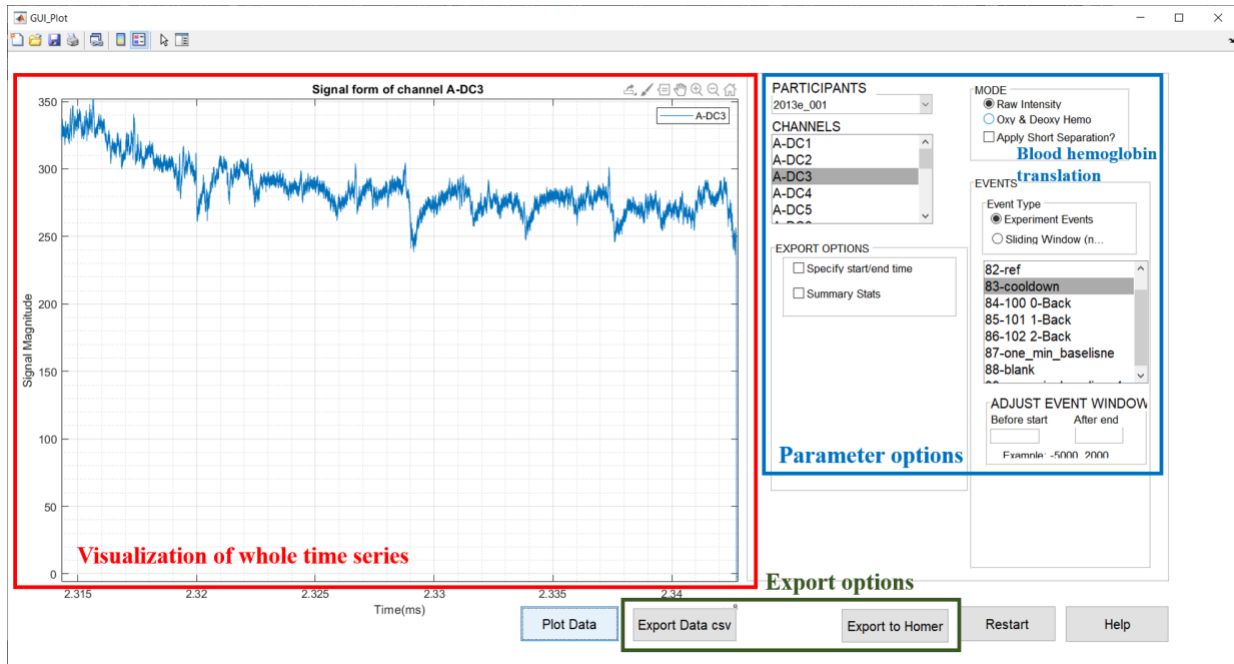 GUI_Plot
Signal form of channel A-DC3
A-DC3
350
300
250
200
150
100
50
0
Signal Magnitude
2.315
2.32
2.325
2.33
2.335
2.34
Time(ms)
Visualization of whole time series
PARTICIPANTS
2013e_001
CHANNELS
A-DC1
A-DC2
A-DC3
A-DC4
A-DC5
EXPORT OPTIONS
Specify start/end time
Summary Stats
MODE
Raw Intensity
Oxy & Deoxy Hemo
Apply Short Separation?
Blood hemoglobin
translation
EVENTS
Event Type
Experiment Events
Sliding Window (n...
82-ref
83-cooldown
84-100 0-Back
85-101 1-Back
86-102 2-Back
87-one_min_baselisne
88-blank
ADJUST EVENT WINDOW
Before start After end
Example: -5000 2000
Parameter options
Export options
Plot Data
Export Data csv
Export to Homer
Restart
Help